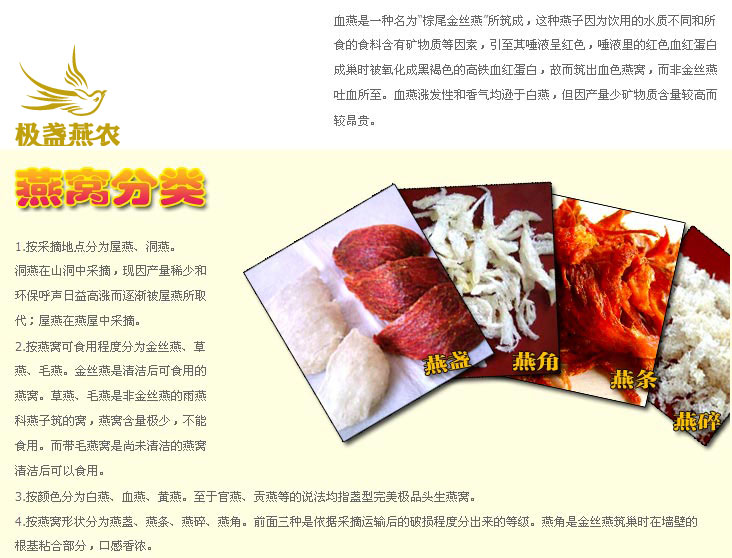 血燕是一种名为“棕尾金丝燕”所筑成，这种燕子因为饮用的水质不同和所
食的食料含有矿物质等因素，引至其唾液呈红色，唾液里的红色血红蛋白
成巢时被氧化成黑褐色的高铁血红蛋白，故而筑出血色燕窝，而非金丝燕
吐血所至。血燕涨发性和香气均逊于白燕，但因产量少矿物质含量较高而
较昂贵。
极盏燕农
燕窝分类
1.按采摘地点分为屋燕、洞燕。
洞燕在山洞中采摘，现因产量稀少和
环保呼声日益高涨而逐渐被屋燕所取
代；屋燕在燕屋中采摘。
2.按燕窝可食用程度分为金丝燕、草
燕、毛燕。金丝燕是清洁后可食用的
燕窝。草燕、毛燕是非金丝燕的雨燕
科燕子筑的窝，燕窝含量极少，不能
食用。而带毛燕窝是尚未清洁的燕窝
清洁后可以食用。
燕盏
燕角
燕条
燕碎
3.按颜色分为白燕、血燕、黄燕。至于官燕、贡燕等的说法均指盏型完美极品头生燕窝。
4.按燕窝形状分为燕盏、燕条、燕碎、燕角。前面三种是依据采摘运输后的破损程度分出来的等级。燕角是金丝燕筑巢时在墙壁的
根基粘合部分，口感香浓。